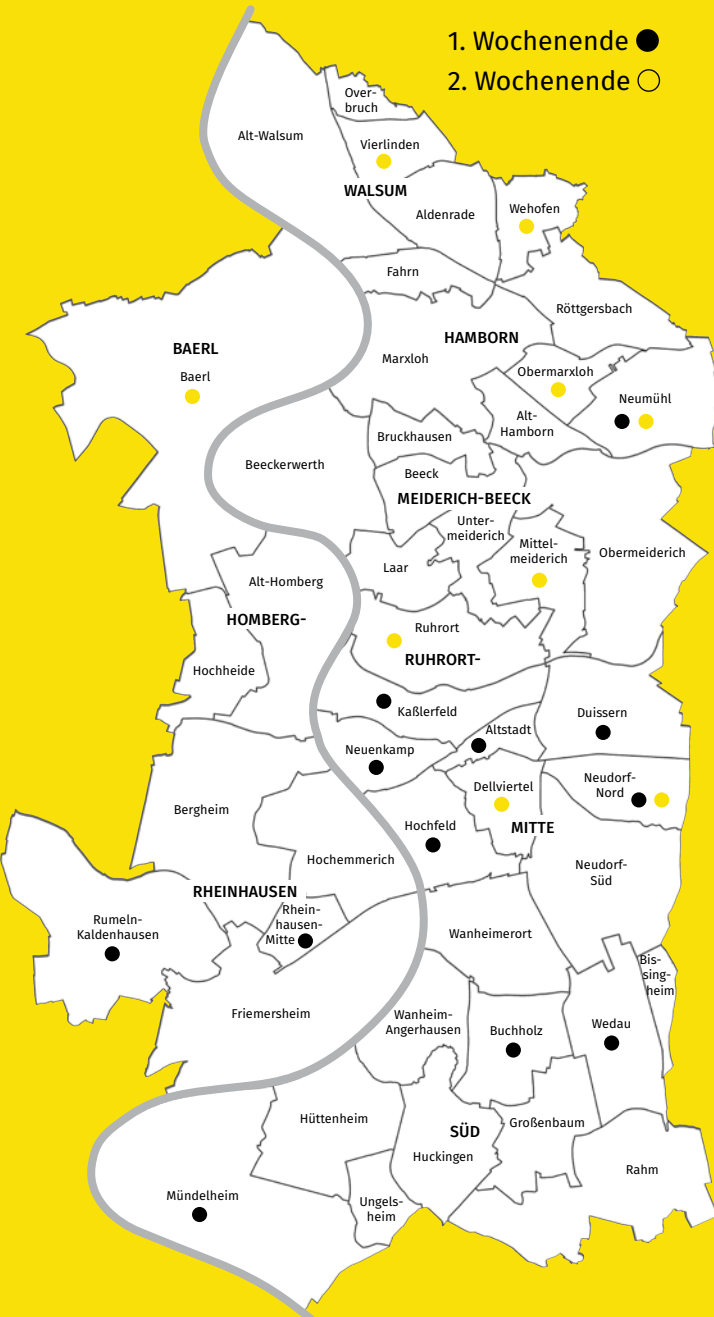 1. Wochenende
2. Wochenende
Over-
bruch
Alt-Walsum
Vierlinden
WALSUM
Aldenrade
Wehofen
Fahrn
Röttgersbach
HAMBORN
BAERL
Marxloh
Baerl
Obermarxloh
Neumühl
Alt-
Hamborn
Bruckhausen
Beeckerwerth
Beeck
MEIDERICH-BEECK
Unter-
meiderich
Mittel-
meiderich
Obermeiderich
Laar
Alt-Homberg
HOMBERG-
Ruhrort
RUHRORT-
Hochheide
Kaßlerfeld
Duissern
Altstadt
Neuenkamp
Neudorf-
Nord
Dellviertel
Bergheim
Hochfeld
MITTE
Hochemmerich
Neudorf-
Süd
RHEINHAUSEN
Rhein-
hausen-
Mitte
Rumeln-
Kaldenhausen
Wanheimerort
Bis-
sing-
heim
Friemersheim
Wanheim-
Angerhausen
Buchholz
Wedau
Hüttenheim
Großenbaum
SÜD
Huckingen
Rahm
Mündelheim
Ungels-
heim